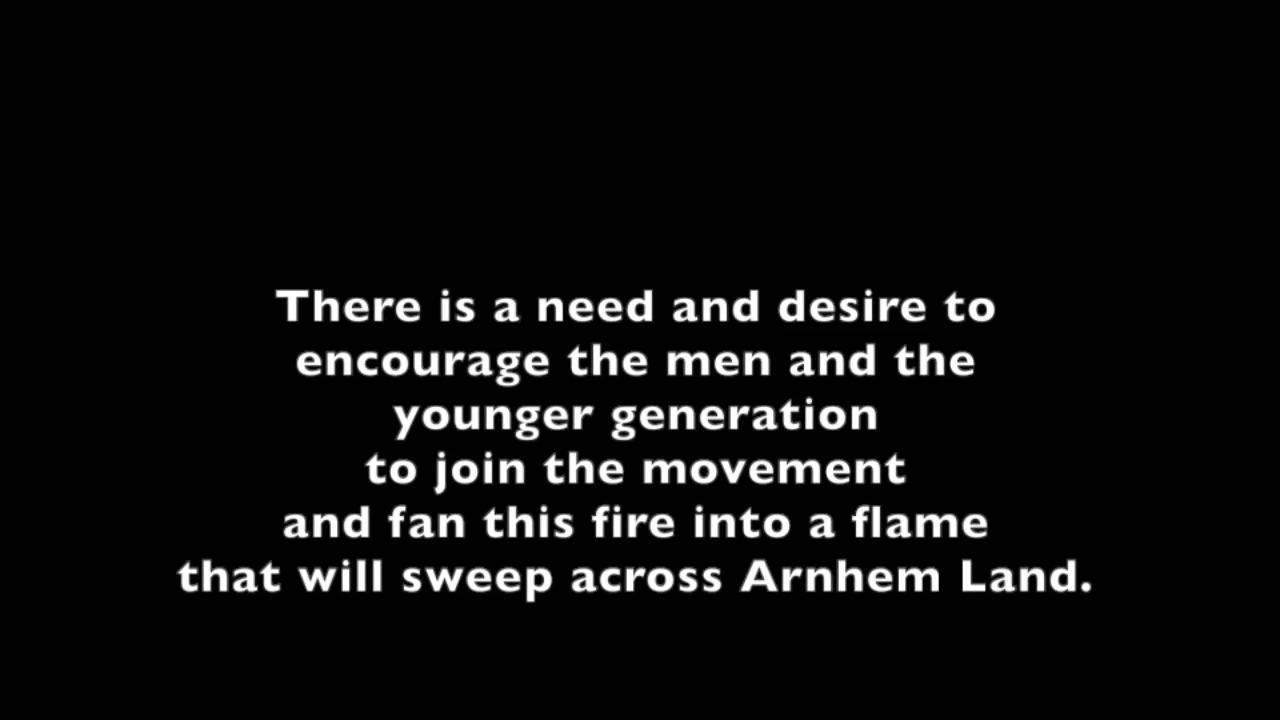 There is a need and desire to
encourage the men and the
younger generation
to join the movement
and fan this fire into a flame
that will sweep across Arnhem Land.